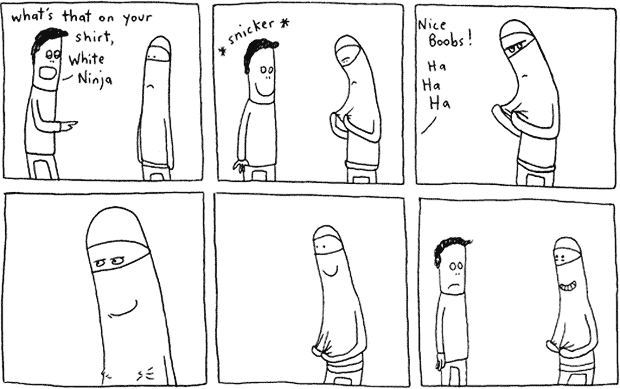 what's that on your
shirt,
White
Ninja
*snicker*
Nice
Boobs!
Ha
Ha
Ha